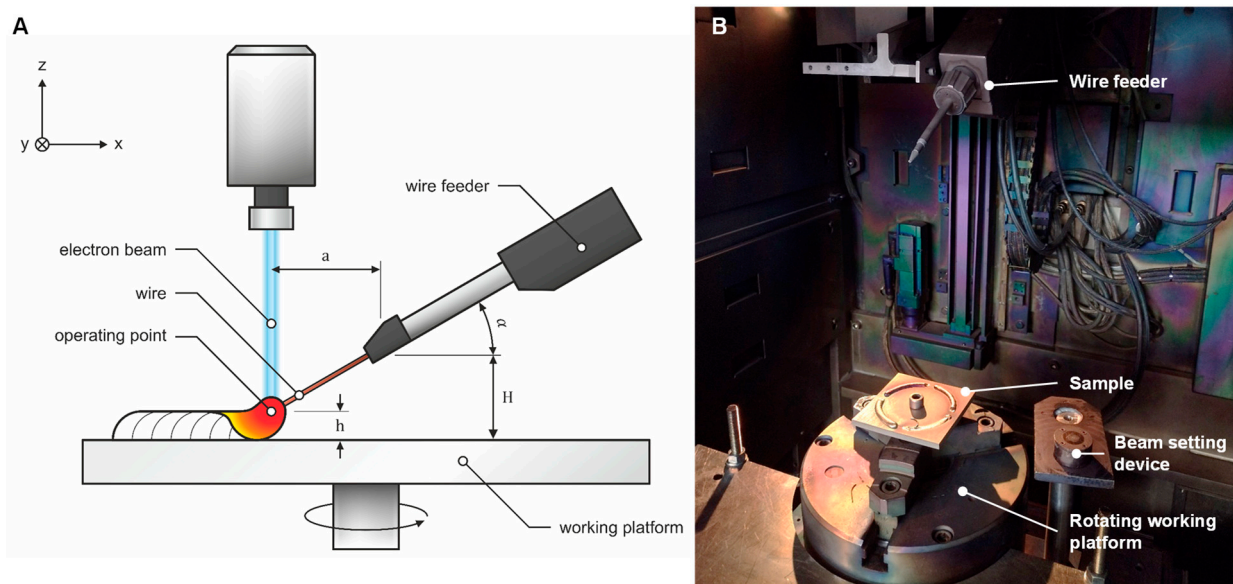 A
z
y
x
wire feeder
electron beam
a
wire
operating point
α
H
h
working platform
B
Wire feeder
Sample
Beam setting
device
Rotating working
platform